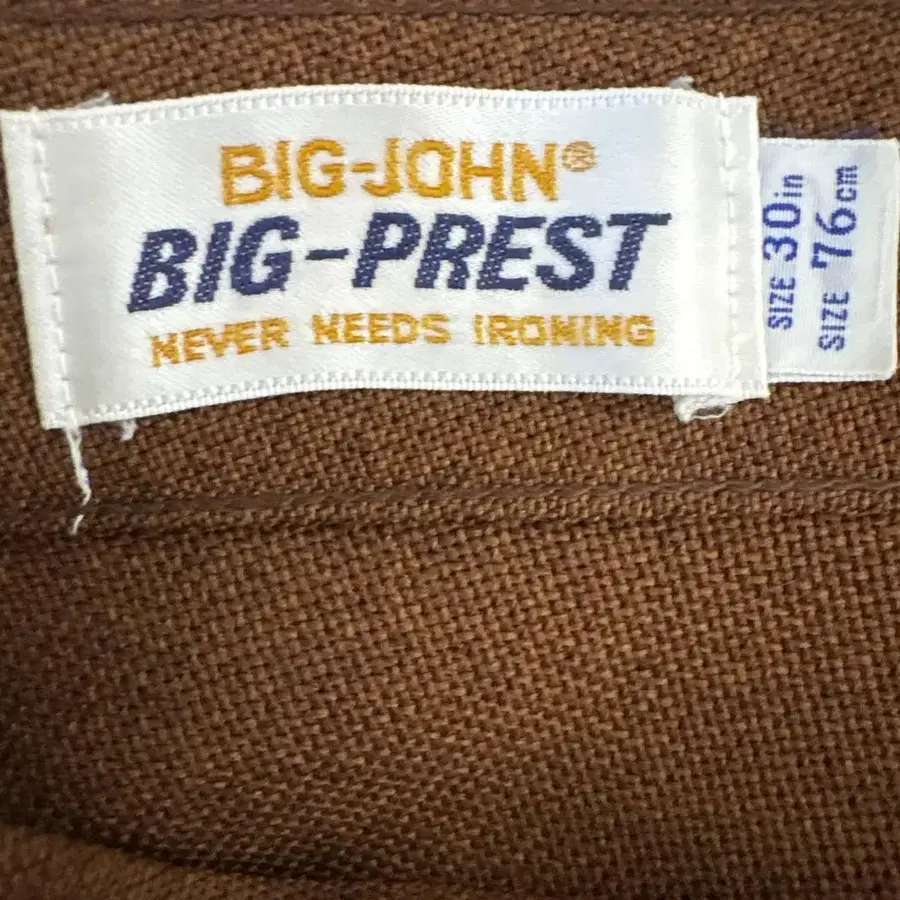 BIG-JOHN®
BIG-PREST
NEVER NEEDS IRONING
SIZE 30in
SIZE 76cm